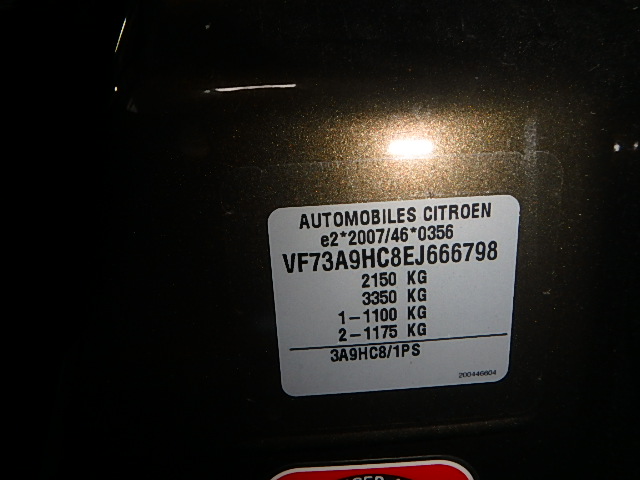 AUTOMOBILES CITROEN
e2*2007/46*0356
VF73A9HC8EJ666798
2150 KG
3350 KG
1-1100 KG
2-1175 KG
3A9HC8/1PS